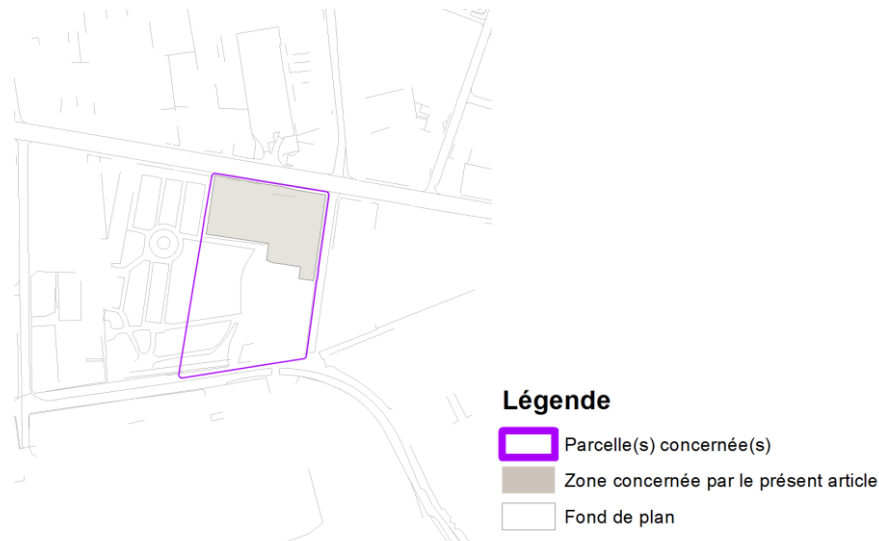 Légende
Parcelle(s) concernée(s)
Zone concernée par le présent article
Fond de plan